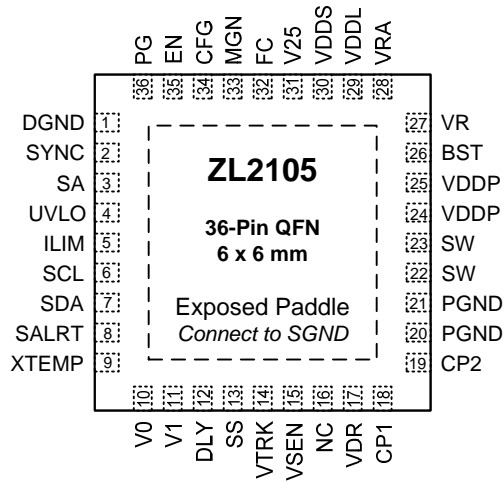 PG EN CFG MGN FC V25 VDDS VDDL VRA
36 35 34 33 32 31 30 29 28
DGND 1
SYNC 2
SA 3
UVLO 4
ILIM 5
SCL 6
SDA 7
SALRT 8
XTEMP 9
ZL2105
36-Pin QFN
6 x 6 mm
Exposed Paddle
Connect to SGND
27 VR
26 BST
25 VDDP
24 VDDP
23 SW
22 SW
21 PGND
20 PGND
19 CP2
10 11 12 13 14 15 16 17 18
V0 V1 DLY SS VTRK VSEN NC VDR CP1